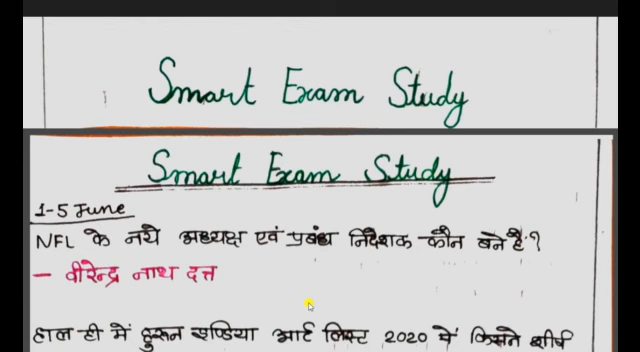 Smart Exam Study
Smart Exam Study
1-5 June
NFL के नये अध्यक्ष एवं प्रबंध निदेशक कौन बने है?
- वीरेन्द्र नाथ दत्त
हाल ही में हुरून इण्डिया आर्ट लिस्ट 2020 में किसने शीर्ष